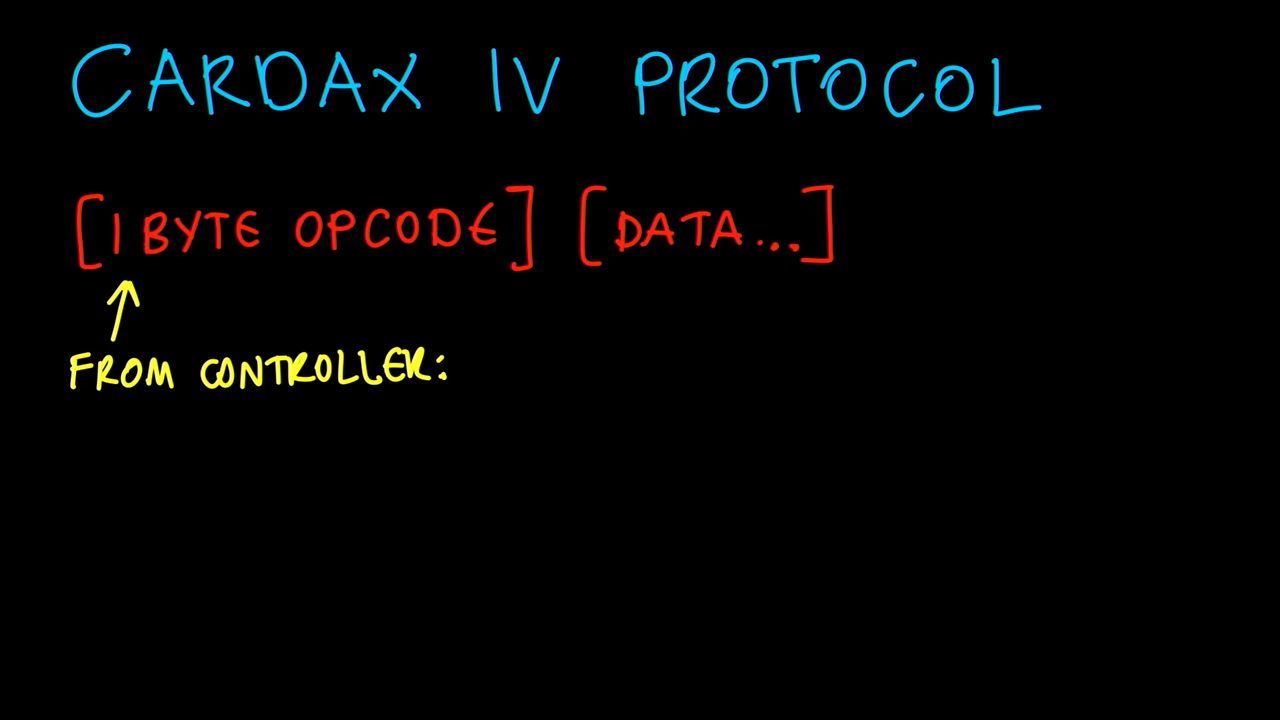 CARDAX IV PROTOCOL
[1 BYTE OPCODE] [DATA...]
FROM CONTROLLER: